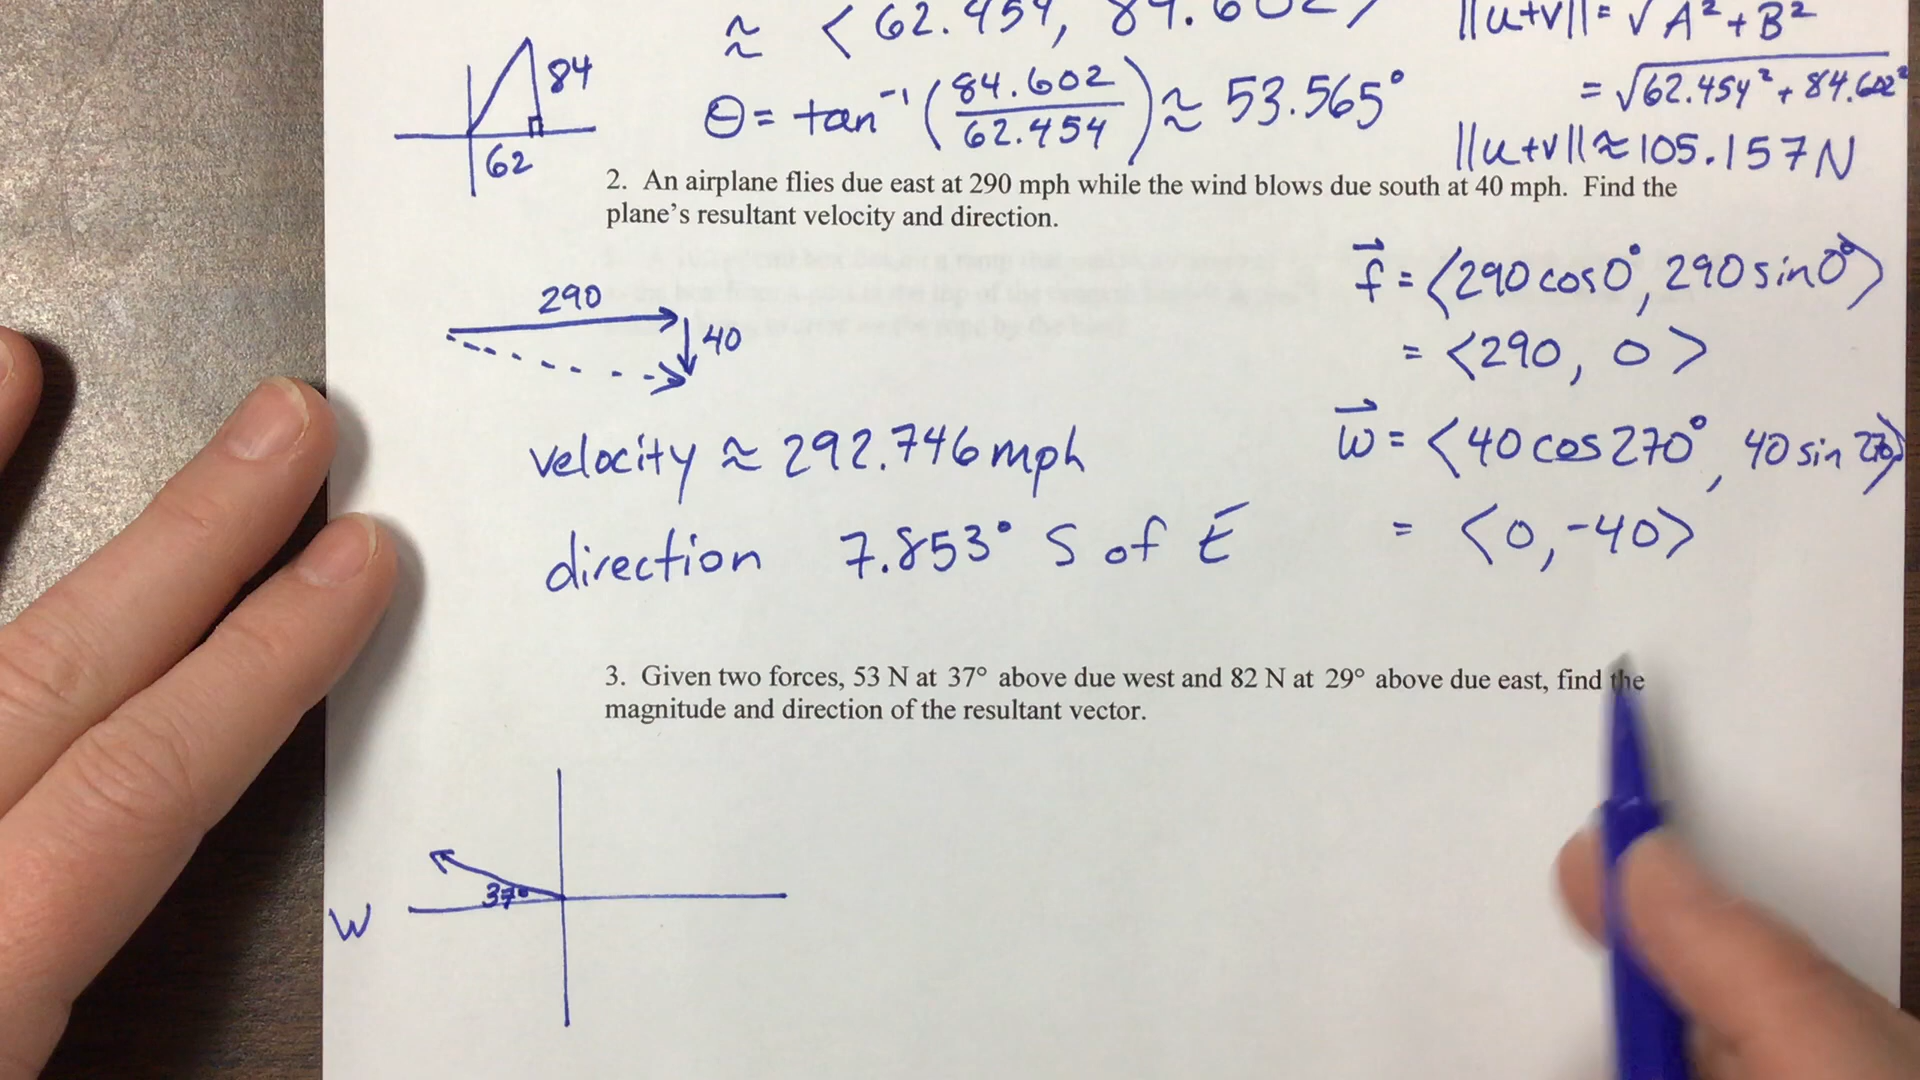 ≈ <62.454, 84.602>
||u+v|| = √A² + B²
84
θ = tan⁻¹ (84.602 / 62.454) ≈ 53.565°
= √62.454² + 84.602²
62
||u+v|| ≈ 105.157 N
2. An airplane flies due east at 290 mph while the wind blows due south at 40 mph. Find the
plane's resultant velocity and direction.
f = <290 cos 0°, 290 sin 0°>
290
40
= <290, 0>
velocity ≈ 292.746 mph
w = <40 cos 270°, 40 sin 270>
direction 7.853° S of E
= <0, -40>
3. Given two forces, 53 N at 37° above due west and 82 N at 29° above due east, find the
magnitude and direction of the resultant vector.
37°
W